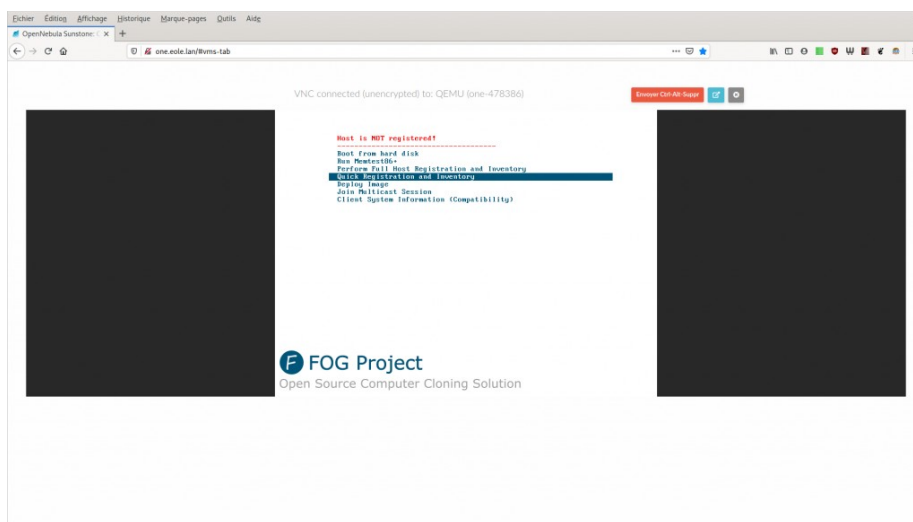 Fichier Édition Affichage Historique Marque-pages Outils Aide
OpenNebula Sunstone:
one.eole.lan/#vms-tab
VNC connected (unencrypted) to: QEMU (one-478386)
Envoyer Ctrl-Alt-Suppr
Host is NOT registered!
Boot from hard disk
Run Memtest86+
Perform Full Host Registration and Inventory
Quick Registration and Inventory
Deploy Image
Join Multicast Session
Client System Information (Compatibility)
FOG Project
Open Source Computer Cloning Solution